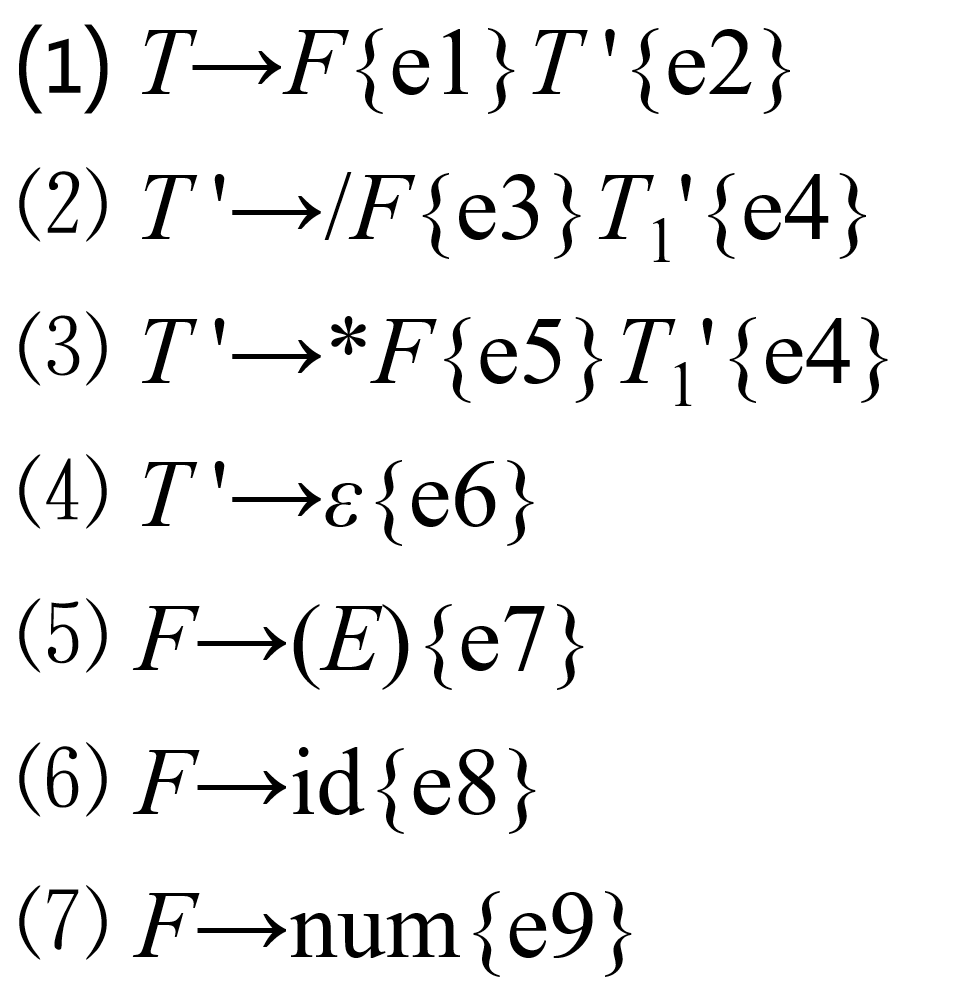 (1) T→F{e1}T'{e2}
(2) T'→/F{e3}T₁'{e4}
(3) T'→*F{e5}T₁'{e4}
(4) T'→ε{e6}
(5) F→(E){e7}
(6) F→id{e8}
(7) F→num{e9}